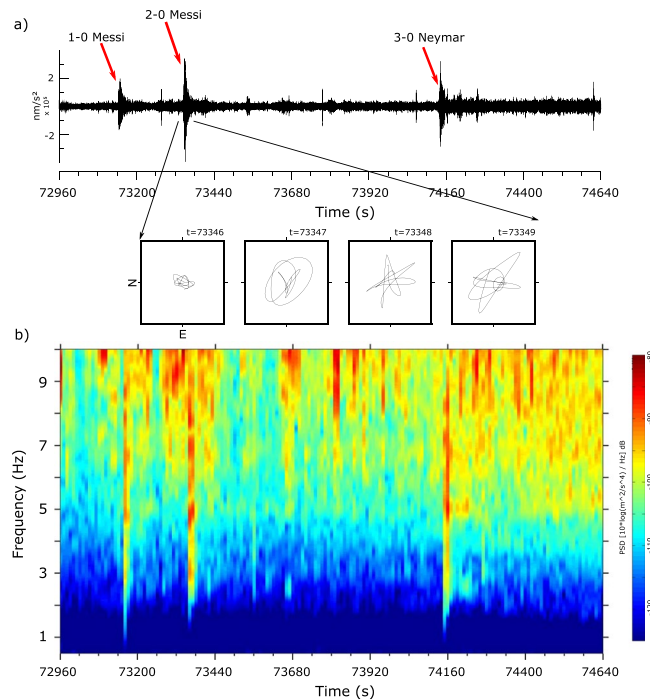 a)
1-0 Messi
2-0 Messi
3-0 Neymar
nm/s²
x 10⁵
2
-2
72960 73200 73440 73680 73920 74160 74400 74640
Time (s)
t=73346
t=73347
t=73348
t=73349
N
E
b)
9
7
5
3
1
Frequency (Hz)
72960 73200 73440 73680 73920 74160 74400 74640
Time (s)
PSD [10*log(m^2/s^4) / Hz] dB
-110
-120